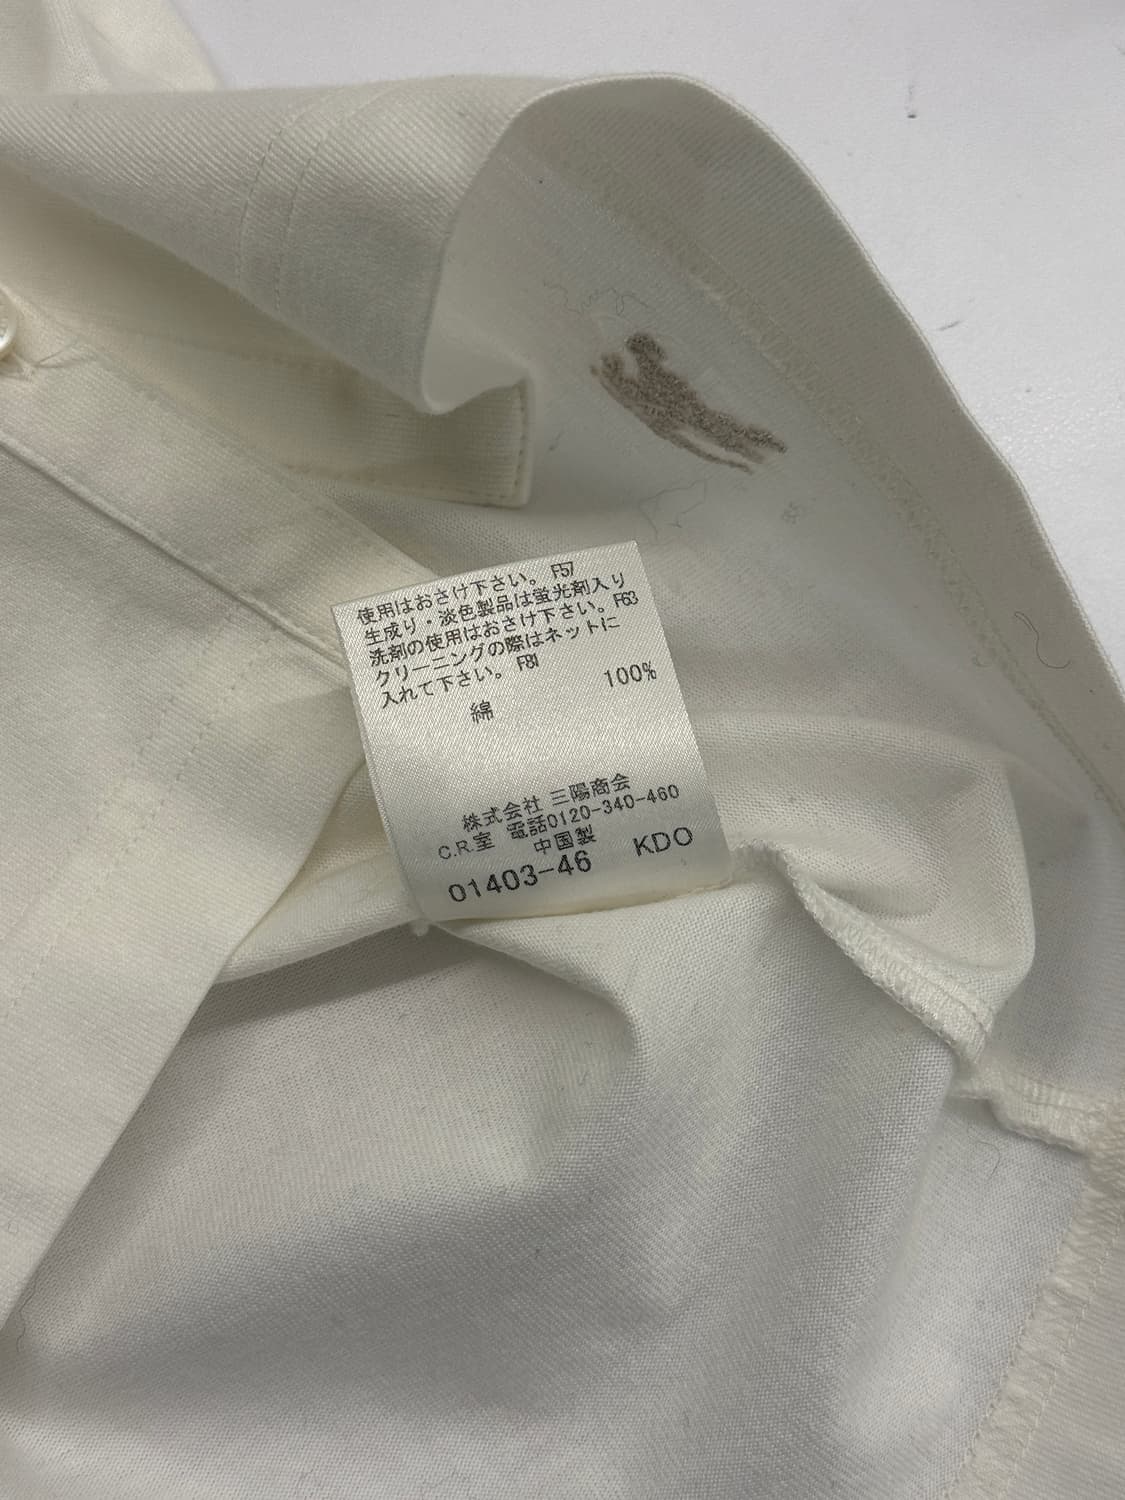 使用はおさけ下さい。 F57
生成り・淡色製品は蛍光剤入り
洗剤の使用はおさけ下さい。F63
クリーニングの際はネットに
入れて下さい。 F81
100%
綿
株式会社 三陽商会
C.R.室 電話0120-340-460
中国製
01403-46 KDO